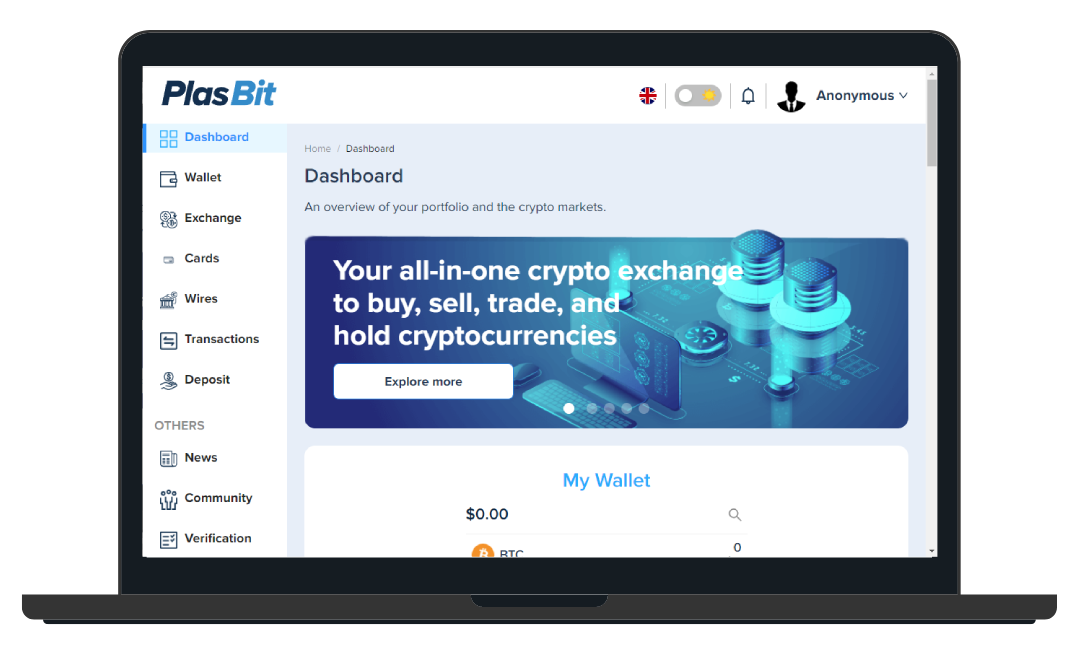 PlasBit
Anonymous
Dashboard
Wallet
Exchange
Cards
Wires
Transactions
Deposit
OTHERS
News
Community
Verification
Home / Dashboard
Dashboard
An overview of your portfolio and the crypto markets.
Your all-in-one crypto exchange
to buy, sell, trade, and
hold cryptocurrencies
Explore more
My Wallet
$0.00
BTC 0